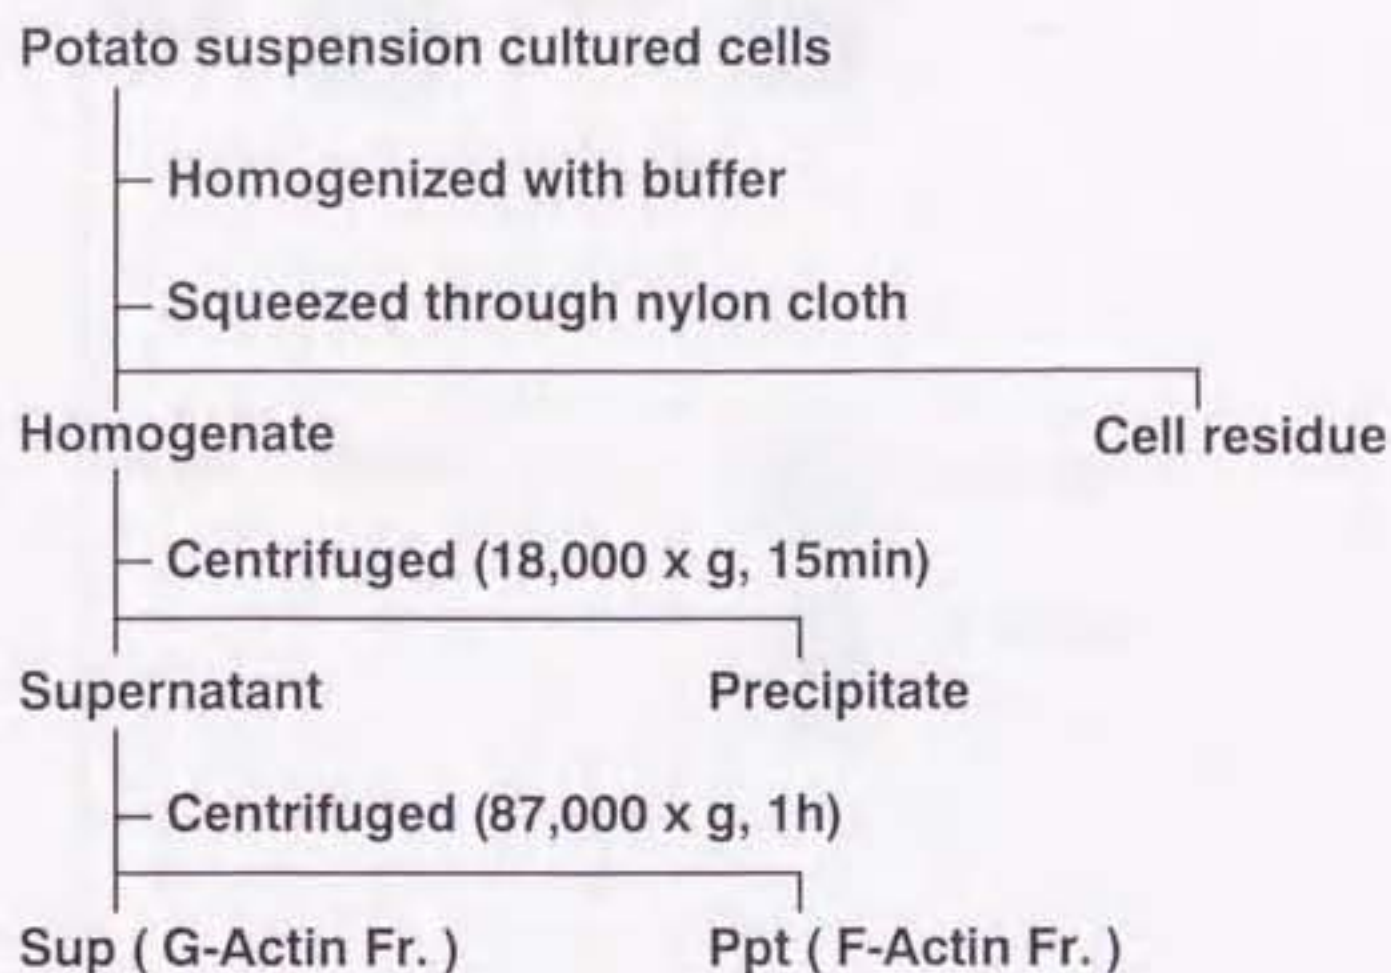 Potato suspension cultured cells
Homogenized with buffer
Squeezed through nylon cloth
Homogenate
Cell residue
Centrifuged (18,000 x g, 15min)
Supernatant
Precipitate
Centrifuged (87,000 x g, 1h)
Sup ( G-Actin Fr. )
Ppt ( F-Actin Fr. )